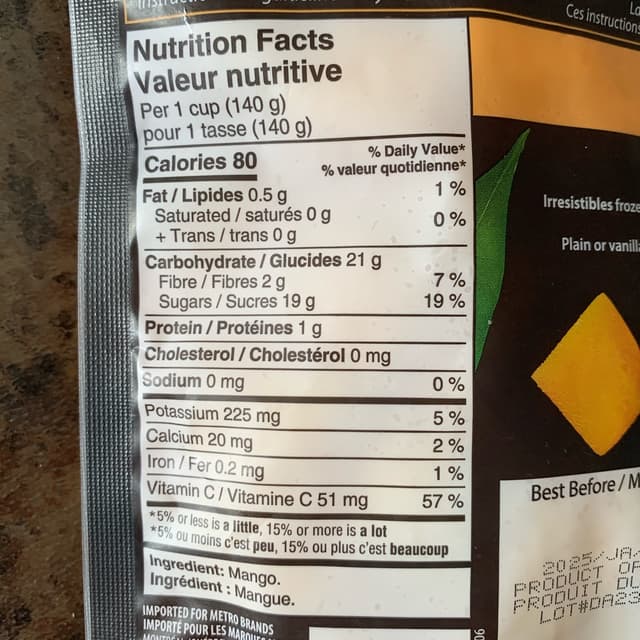 Ces instructions
Nutrition Facts
Valeur nutritive
Per 1 cup (140 g)
pour 1 tasse (140 g)
Calories 80
% Daily Value*
% valeur quotidienne*
Fat / Lipides 0.5 g 1 %
Saturated / saturés 0 g
+ Trans / trans 0 g 0 %
Carbohydrate / Glucides 21 g
Fibre / Fibres 2 g 7 %
Sugars / Sucres 19 g 19 %
Protein / Protéines 1 g
Cholesterol / Cholestérol 0 mg
Sodium 0 mg 0 %
Potassium 225 mg 5 %
Calcium 20 mg 2 %
Iron / Fer 0.2 mg 1 %
Vitamin C / Vitamine C 51 mg 57 %
*5% or less is a little, 15% or more is a lot
*5% ou moins c'est peu, 15% ou plus c'est beaucoup
Ingredient: Mango.
Ingrédient : Mangue.
IMPORTED FOR METRO BRANDS
IMPORTÉ POUR LES MARQUES
Irresistibles froze
Plain or vanilla
Best Before / M
2025/JA
PRODUCT OF
PRODUIT DU
LOT#DA23